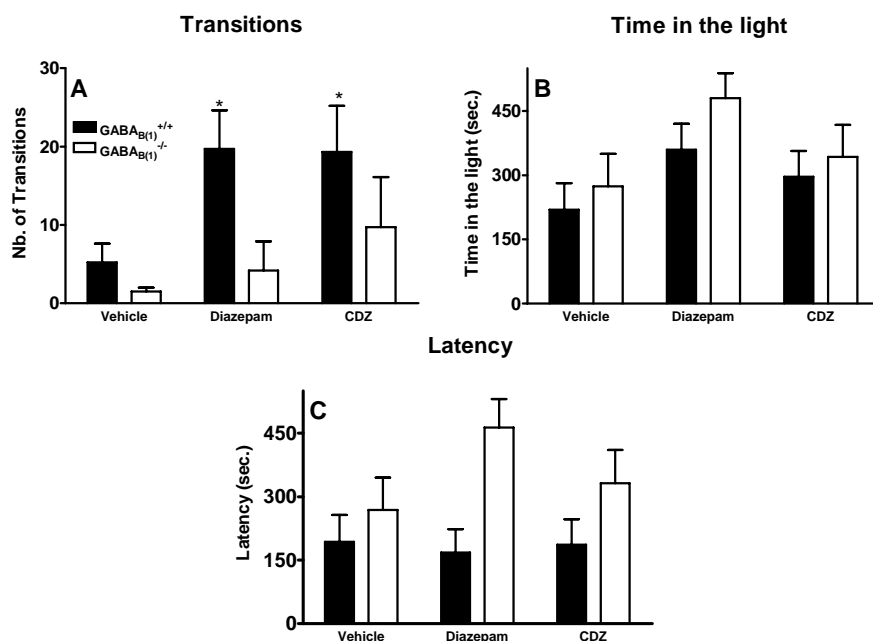 Transitions
A
30
20
10
0
Nb. of Transitions
GABA_B(1)^+/+
GABA_B(1)^-/-
*
*
Vehicle
Diazepam
CDZ
Time in the light
B
450
300
150
0
Time in the light (sec.)
Vehicle
Diazepam
CDZ
Latency
C
450
300
150
0
Latency (sec.)
Vehicle
Diazepam
CDZ